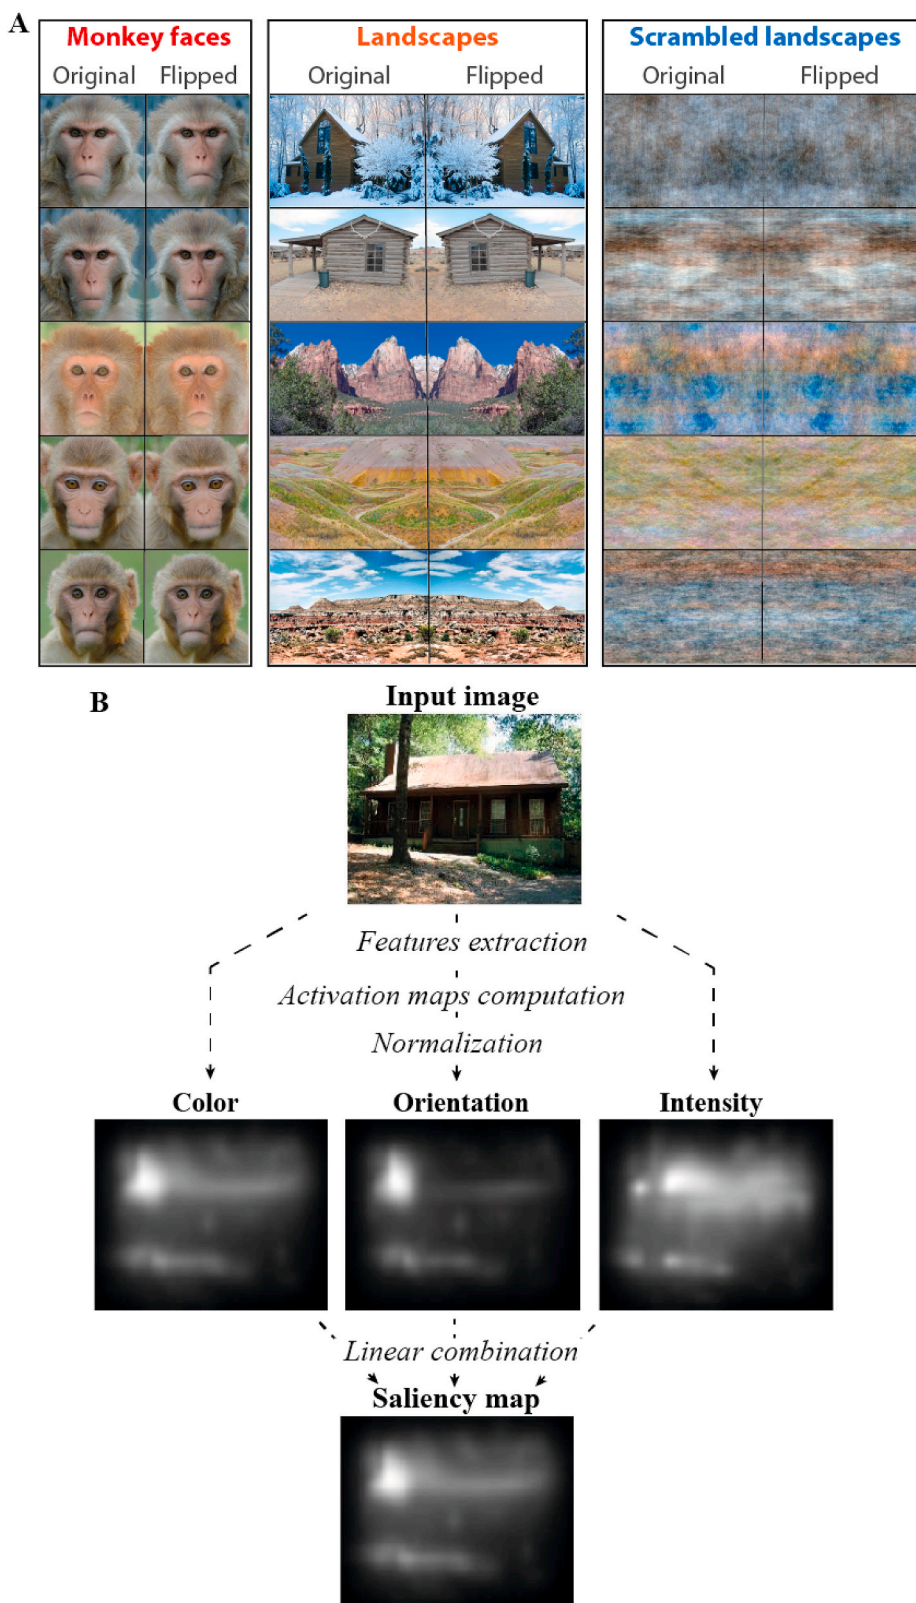 A
Monkey faces
Original Flipped
Landscapes
Original Flipped
Scrambled landscapes
Original Flipped
B
Input image
Features extraction
Activation maps computation
Normalization
Color
Orientation
Intensity
Linear combination
Saliency map